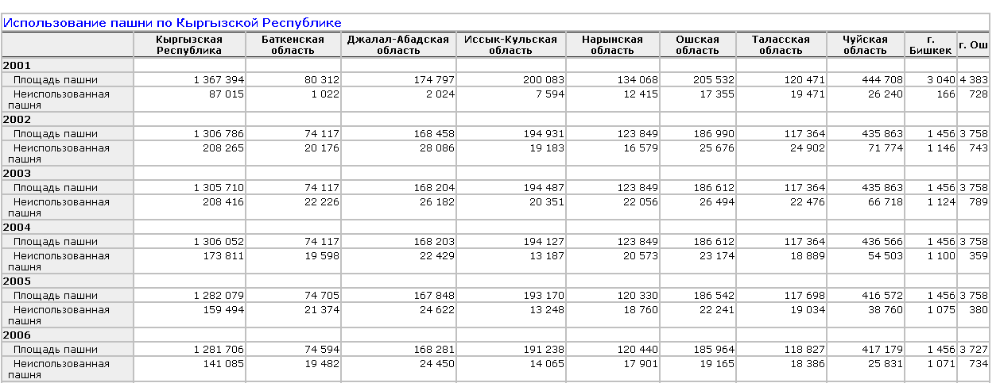 Использование пашни по Кыргызской Республике
Кыргызская Республика Баткенская область Джалал-Абадская область Иссык-Кульская область Нарынская область Ошская область Таласская область Чуйская область г. Бишкек г. Ош
2001
Площадь пашни 1 367 394 80 312 174 797 200 083 134 068 205 532 120 471 444 708 3 040 4 383
Неиспользованная пашня 87 015 1 022 2 024 7 594 12 415 17 355 19 471 26 240 166 728
2002
Площадь пашни 1 306 786 74 117 168 458 194 931 123 849 186 990 117 364 435 863 1 456 3 758
Неиспользованная пашня 208 265 20 176 28 086 19 183 16 579 25 676 24 902 71 774 1 146 743
2003
Площадь пашни 1 305 710 74 117 168 204 194 487 123 849 186 612 117 364 435 863 1 456 3 758
Неиспользованная пашня 208 416 22 226 26 182 20 351 22 056 26 494 22 476 66 718 1 124 789
2004
Площадь пашни 1 306 052 74 117 168 203 194 127 123 849 186 612 117 364 436 566 1 456 3 758
Неиспользованная пашня 173 811 19 598 22 429 13 187 20 573 23 174 18 889 54 503 1 100 359
2005
Площадь пашни 1 282 079 74 705 167 848 193 170 120 330 186 542 117 698 416 572 1 456 3 758
Неиспользованная пашня 159 494 21 374 24 622 13 248 18 760 22 241 19 034 38 760 1 075 380
2006
Площадь пашни 1 281 706 74 594 168 281 191 238 120 440 185 964 118 827 417 179 1 456 3 727
Неиспользованная пашня 141 085 19 482 24 450 14 065 17 901 19 165 18 386 25 831 1 071 734